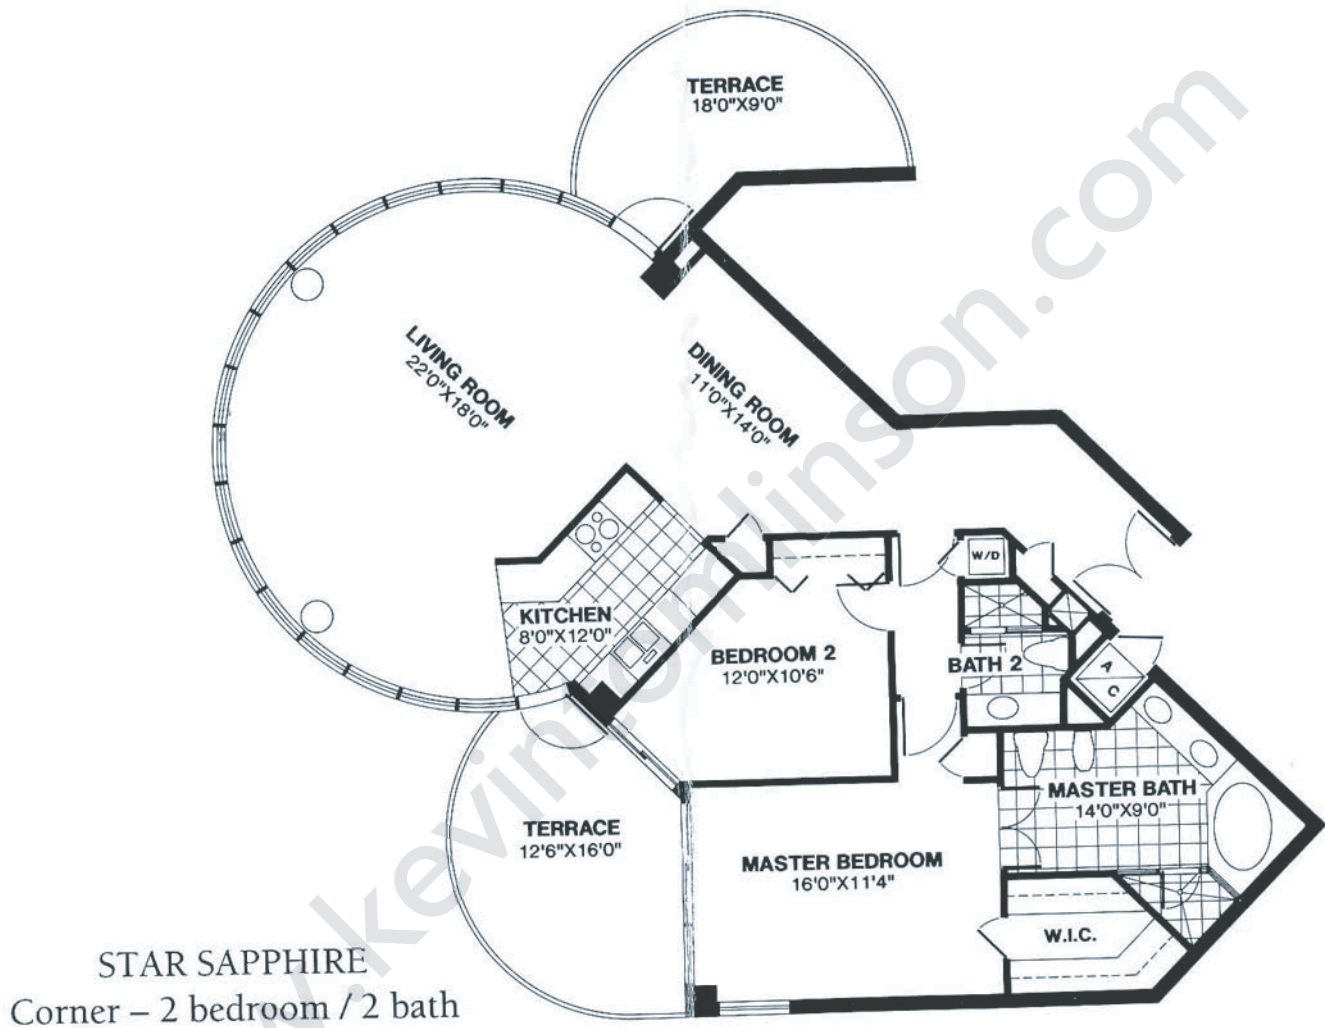 TERRACE
18'0"X9'0"
LIVING ROOM
22'0"X18'0"
DINING ROOM
11'0"X14'0"
W/D
KITCHEN
8'0"X12'0"
BEDROOM 2
12'0"X10'6"
BATH 2
A C
MASTER BATH
14'0"X9'0"
TERRACE
12'6"X16'0"
MASTER BEDROOM
16'0"X11'4"
W.I.C.
STAR SAPPHIRE
Corner – 2 bedroom / 2 bath
.kevintomlinson.com